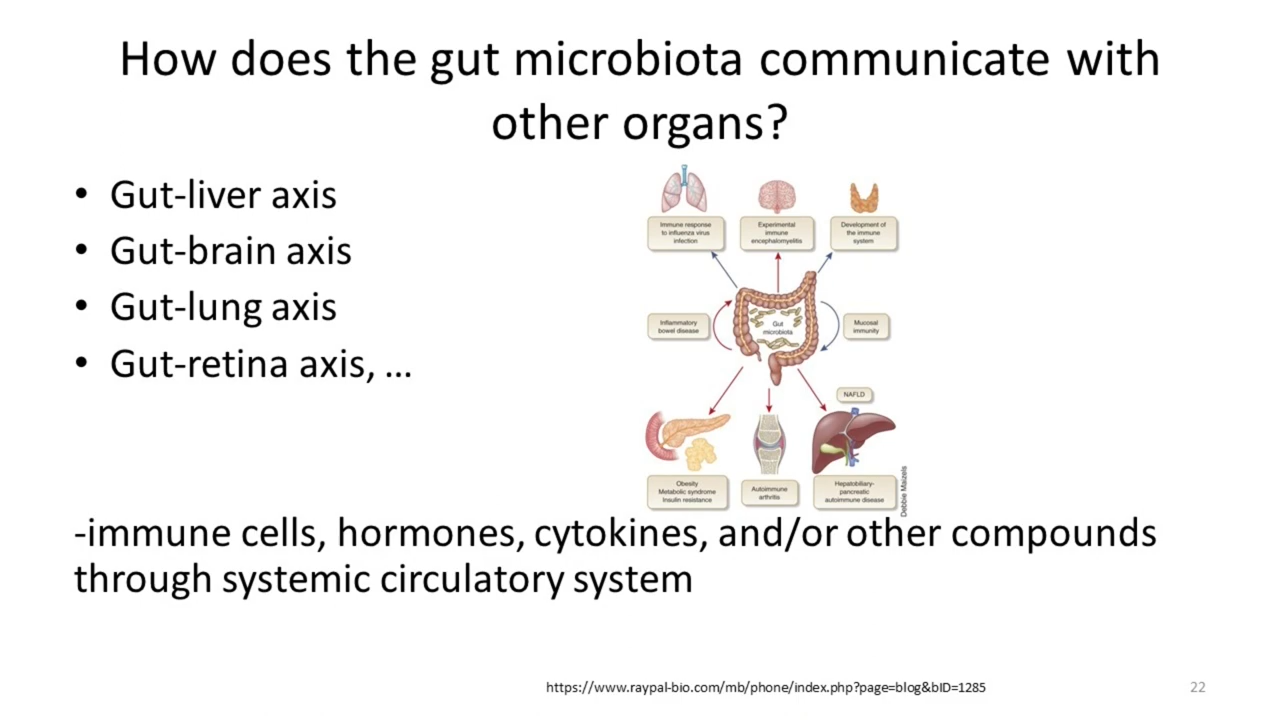 How does the gut microbiota communicate with
other organs?
• Gut-liver axis
• Gut-brain axis
• Gut-lung axis
• Gut-retina axis, ...
Immune response
to influenza virus
infection
Experimental
immune
encephalomyelitis
Development of
the immune
system
Inflammatory
bowel disease
Gut
microbiota
Mucosal
immunity
NAFLD
Obesity
Metabolic syndrome
Insulin resistance
Autoimmune
arthritis
Hepatobiliary-
pancreatic
autoimmune disease
Debbie Maizels
-immune cells, hormones, cytokines, and/or other compounds
through systemic circulatory system
https://www.raypal-bio.com/mb/phone/index.php?page=blog&bID=1285
22